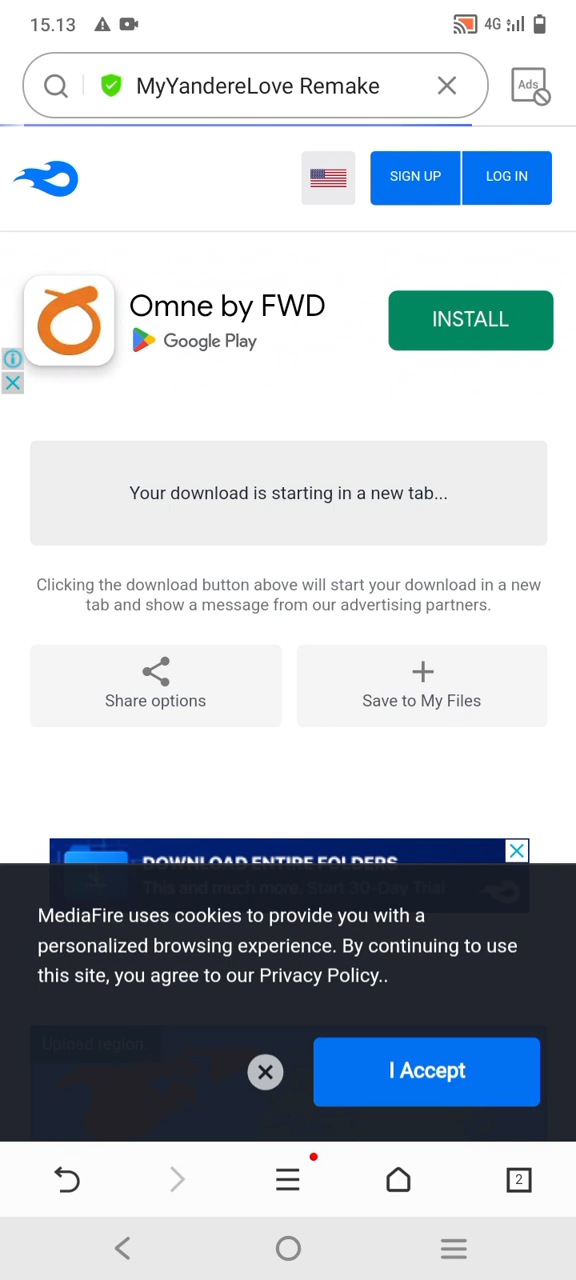 15.13
4G
MyYandereLove Remake
Ads
SIGN UP
LOG IN
Omne by FWD
Google Play
INSTALL
Your download is starting in a new tab...
Clicking the download button above will start your download in a new
tab and show a message from our advertising partners.
Share options
Save to My Files
DOWNLOAD ENTIRE FOLDERS
This and much more. Start 30-Day Trial
MediaFire uses cookies to provide you with a
personalized browsing experience. By continuing to use
this site, you agree to our Privacy Policy..
Upload region:
I Accept
2